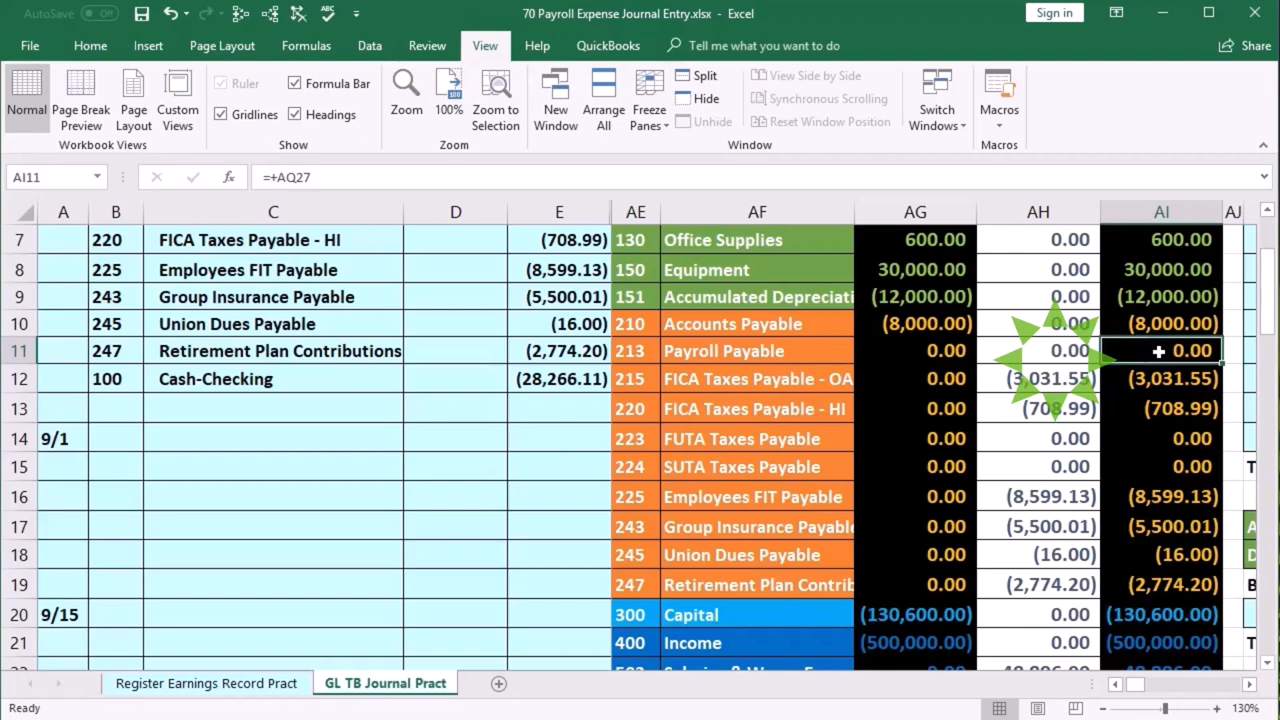 AutoSave Off 70 Payroll Expense Journal Entry.xlsx - Excel Sign in
File Home Insert Page Layout Formulas Data Review View Help QuickBooks Tell me what you want to do Share
Normal Page Break Preview Page Layout Custom Views
Ruler Formula Bar
Gridlines Headings
Zoom 100% Zoom to Selection
New Window Arrange All Freeze Panes
Split View Side by Side
Hide Synchronous Scrolling
Unhide Reset Window Position
Switch Windows Macros
Workbook Views Show Zoom Window Macros
AI11 fx =+AQ27
A B C D E AE AF AG AH AI AJ
7 220 FICA Taxes Payable - HI (708.99) 130 Office Supplies 600.00 0.00 600.00
8 225 Employees FIT Payable (8,599.13) 150 Equipment 30,000.00 0.00 30,000.00
9 243 Group Insurance Payable (5,500.01) 151 Accumulated Depreciati (12,000.00) 0.00 (12,000.00)
10 245 Union Dues Payable (16.00) 210 Accounts Payable (8,000.00) 0.00 (8,000.00)
11 247 Retirement Plan Contributions (2,774.20) 213 Payroll Payable 0.00 0.00 0.00
12 100 Cash-Checking (28,266.11) 215 FICA Taxes Payable - OA 0.00 (3,031.55) (3,031.55)
13 220 FICA Taxes Payable - HI 0.00 (708.99) (708.99)
14 9/1 223 FUTA Taxes Payable 0.00 0.00 0.00
15 224 SUTA Taxes Payable 0.00 0.00 0.00 T
16 225 Employees FIT Payable 0.00 (8,599.13) (8,599.13)
17 243 Group Insurance Payable 0.00 (5,500.01) (5,500.01) A
18 245 Union Dues Payable 0.00 (16.00) (16.00) D
19 247 Retirement Plan Contrib 0.00 (2,774.20) (2,774.20) B
20 9/15 300 Capital (130,600.00) 0.00 (130,600.00)
21 400 Income (500,000.00) 0.00 (500,000.00) T
Register Earnings Record Pract GL TB Journal Pract
Ready 130%